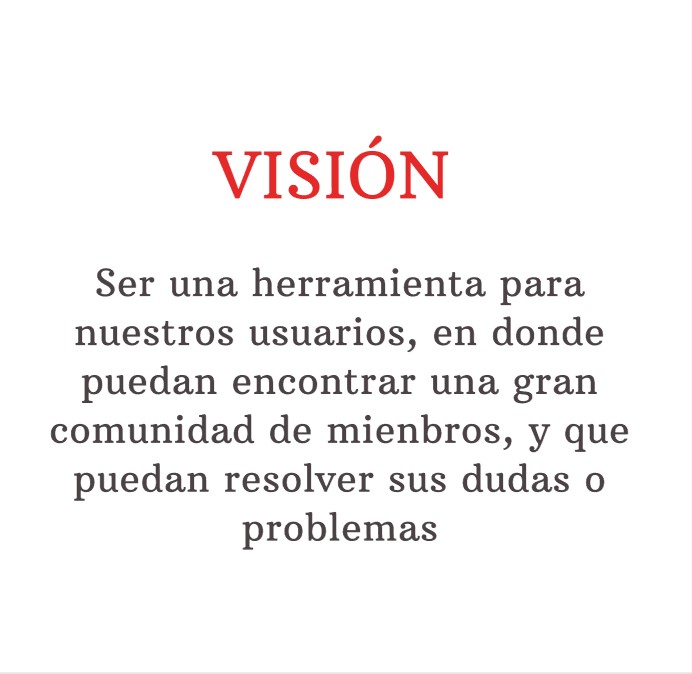 VISIÓN
Ser una herramienta para
nuestros usuarios, en donde
puedan encontrar una gran
comunidad de mienbros, y que
puedan resolver sus dudas o
problemas